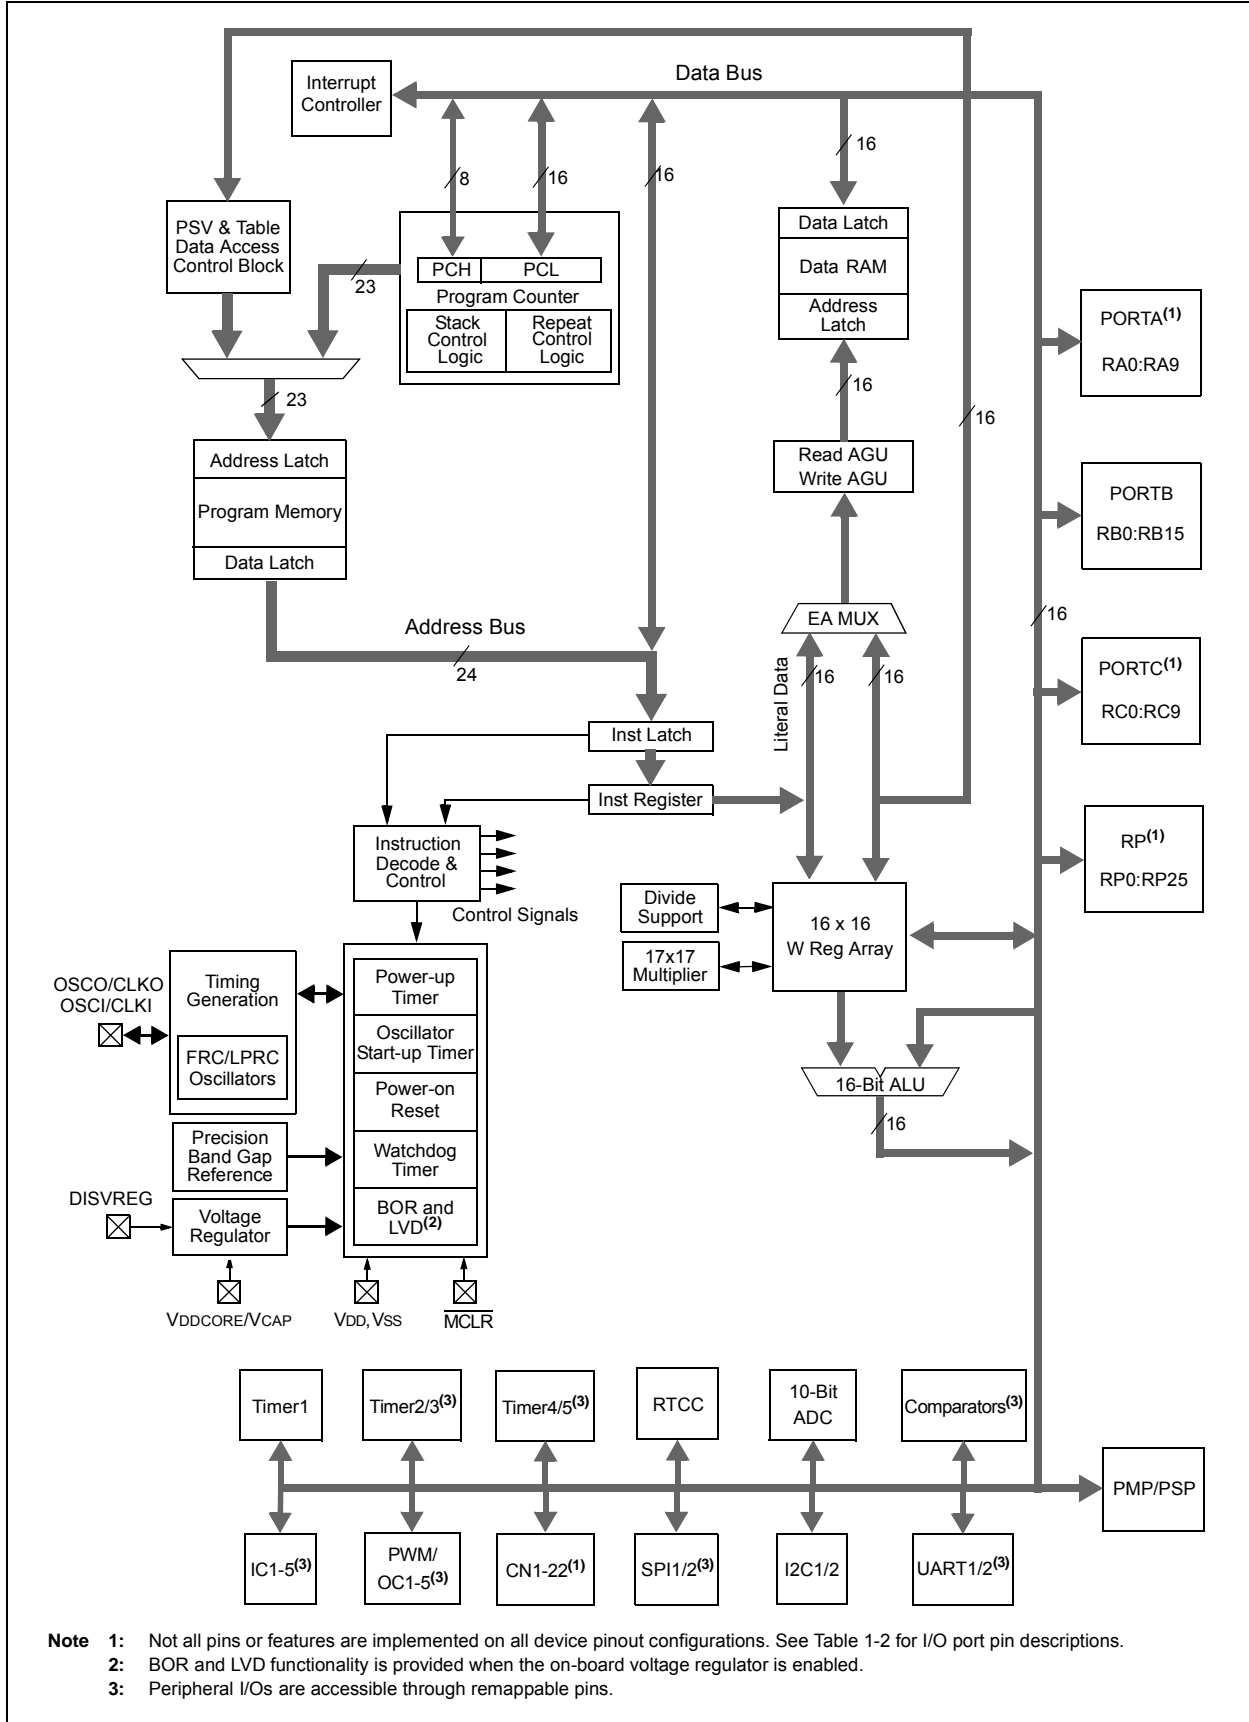 Data Bus
Interrupt
Controller
16
8
16
16
PSV & Table
Data Access
Control Block
Data Latch
Data RAM
Address
Latch
PCH
PCL
Program Counter
Stack
Control
Logic
Repeat
Control
Logic
23
23
PORTA(1)
RA0:RA9
16
16
Address Latch
Program Memory
Data Latch
Read AGU
Write AGU
PORTB
RB0:RB15
EA MUX
16
Address Bus
24
Literal Data
16
16
PORTC(1)
RC0:RC9
Inst Latch
Inst Register
Instruction
Decode &
Control
Control Signals
RP(1)
RP0:RP25
Divide
Support
16 x 16
W Reg Array
17x17
Multiplier
OSCO/CLKO
OSCI/CLKI
Timing
Generation
FRC/LPRC
Oscillators
Power-up
Timer
Oscillator
Start-up Timer
Power-on
Reset
Watchdog
Timer
BOR and
LVD(2)
16-Bit ALU
16
Precision
Band Gap
Reference
DISVREG
Voltage
Regulator
VDDCORE/VCAP
VDD, VSS
MCLR
Timer1
Timer2/3(3)
Timer4/5(3)
RTCC
10-Bit
ADC
Comparators(3)
PMP/PSP
IC1-5(3)
PWM/
OC1-5(3)
CN1-22(1)
SPI1/2(3)
I2C1/2
UART1/2(3)
Note 1: Not all pins or features are implemented on all device pinout configurations. See Table 1-2 for I/O port pin descriptions.
2: BOR and LVD functionality is provided when the on-board voltage regulator is enabled.
3: Peripheral I/Os are accessible through remappable pins.